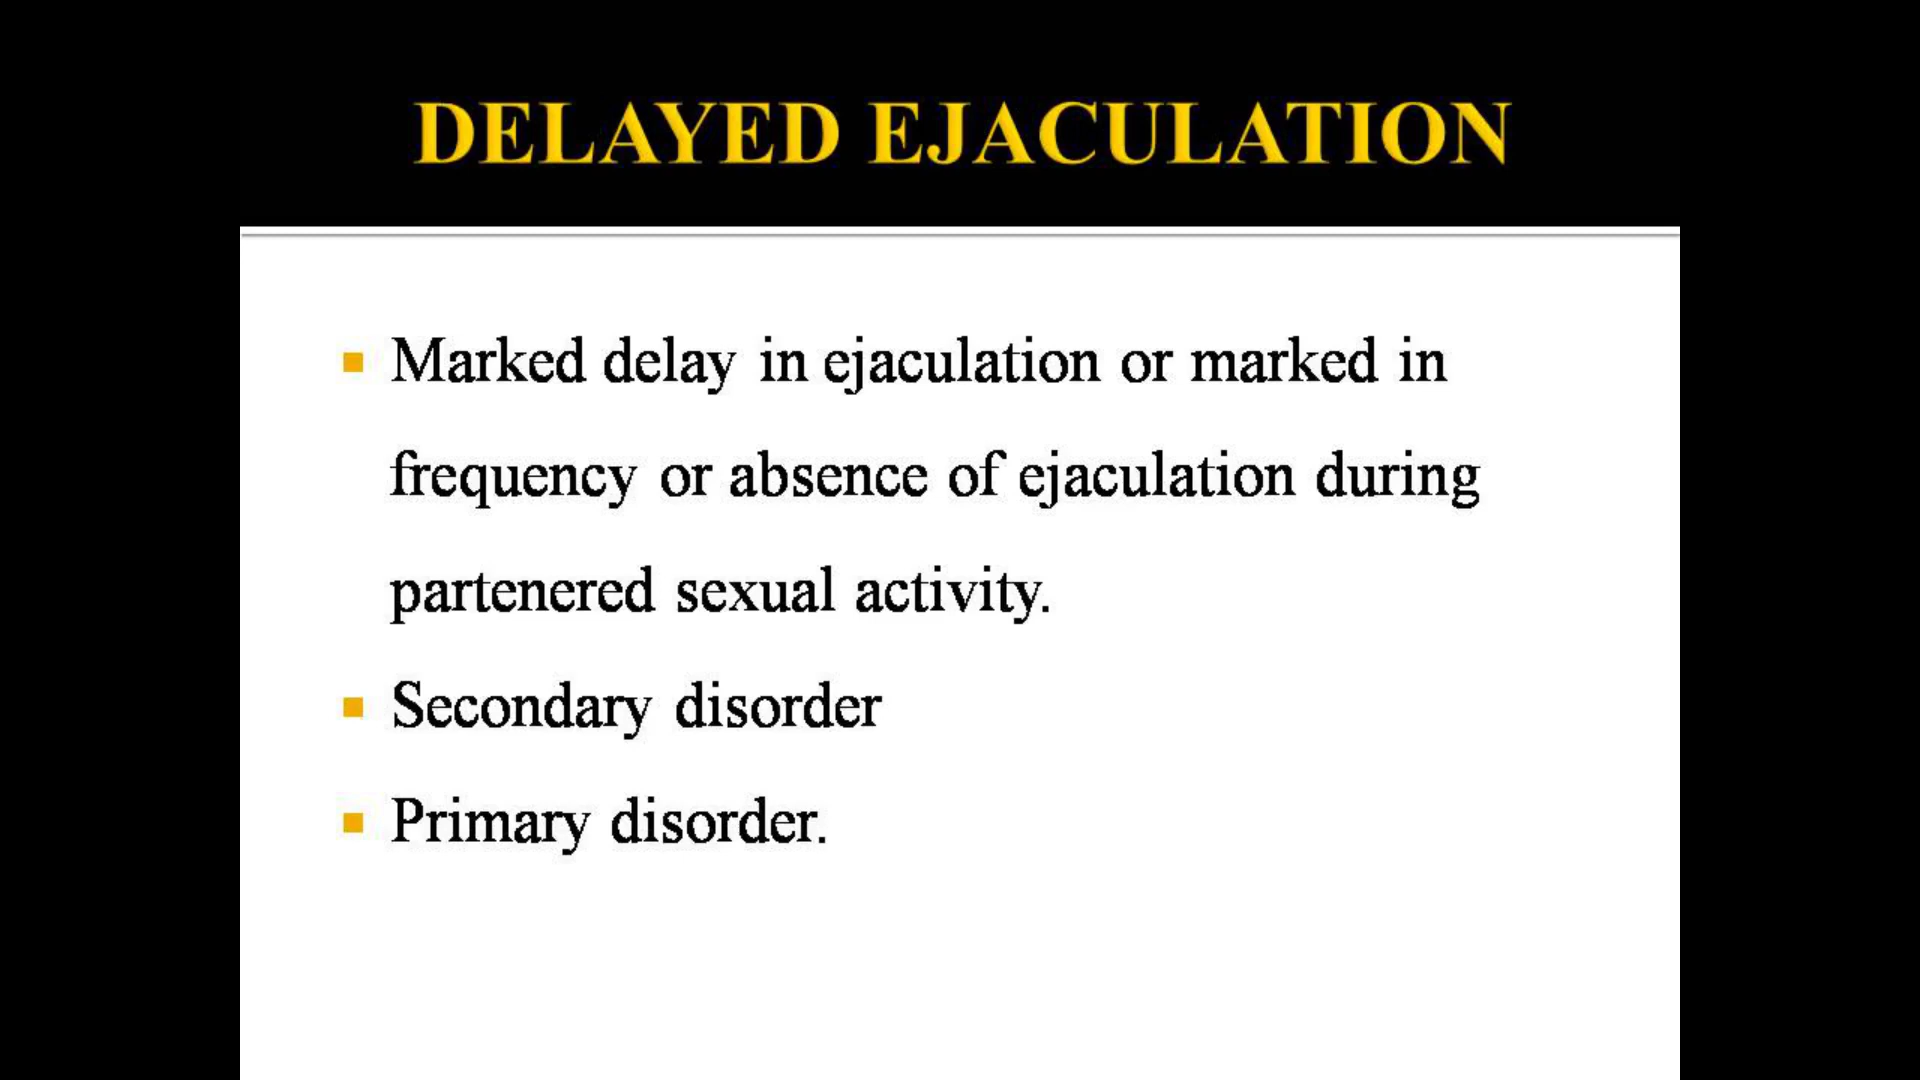 DELAYED EJACULATION
Marked delay in ejaculation or marked in
frequency or absence of ejaculation during
partenered sexual activity.
Secondary disorder
Primary disorder.